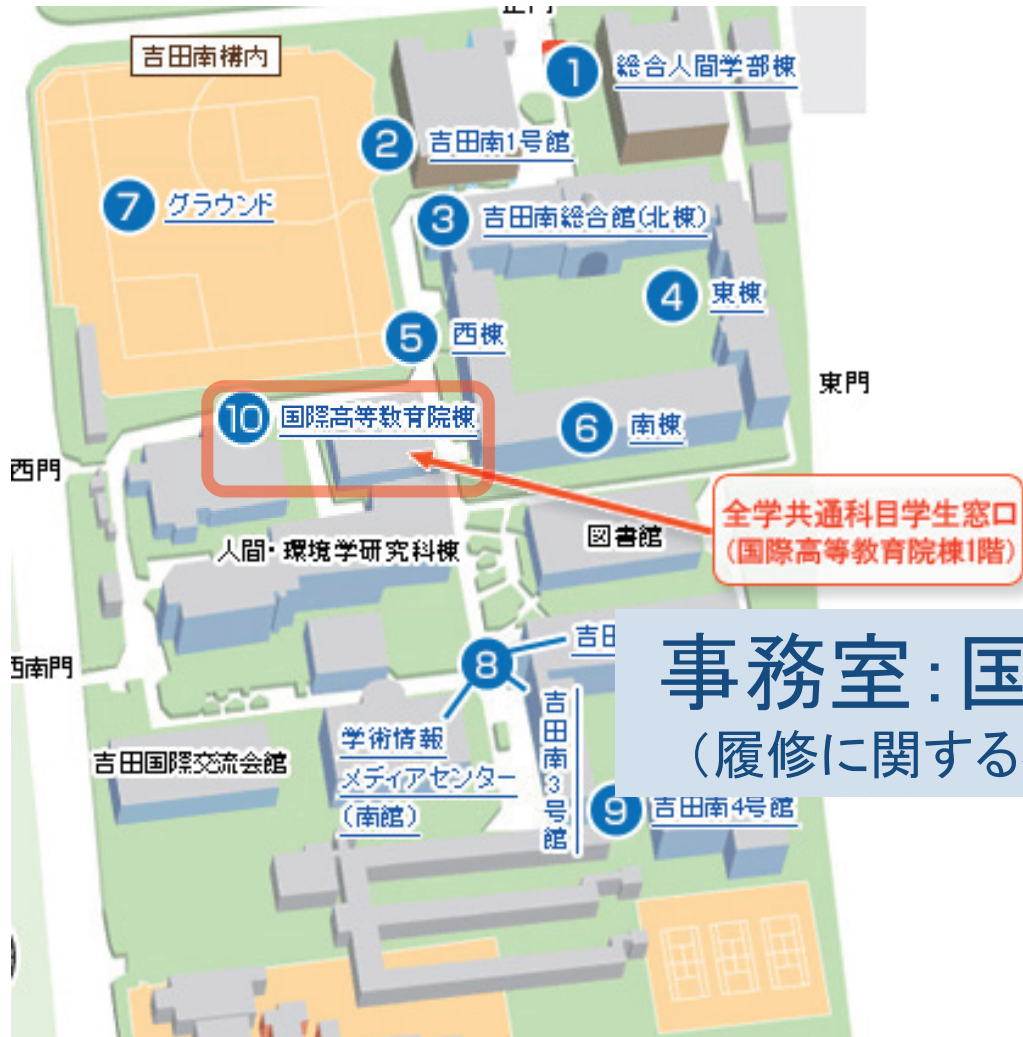 正門
吉田南構内
1 総合人間学部棟
2 吉田南1号館
7 グラウンド
3 吉田南総合館(北棟)
4 東棟
5 西棟
東門
10 国際高等教育院棟
6 南棟
西門
全学共通科目学生窓口
(国際高等教育院棟1階)
図書館
人間・環境学研究科棟
吉田
事務室:国
(履修に関する
西南門
8
吉田南3号館
学術情報
メディアセンター
(南館)
吉田国際交流会館
9 吉田南4号館